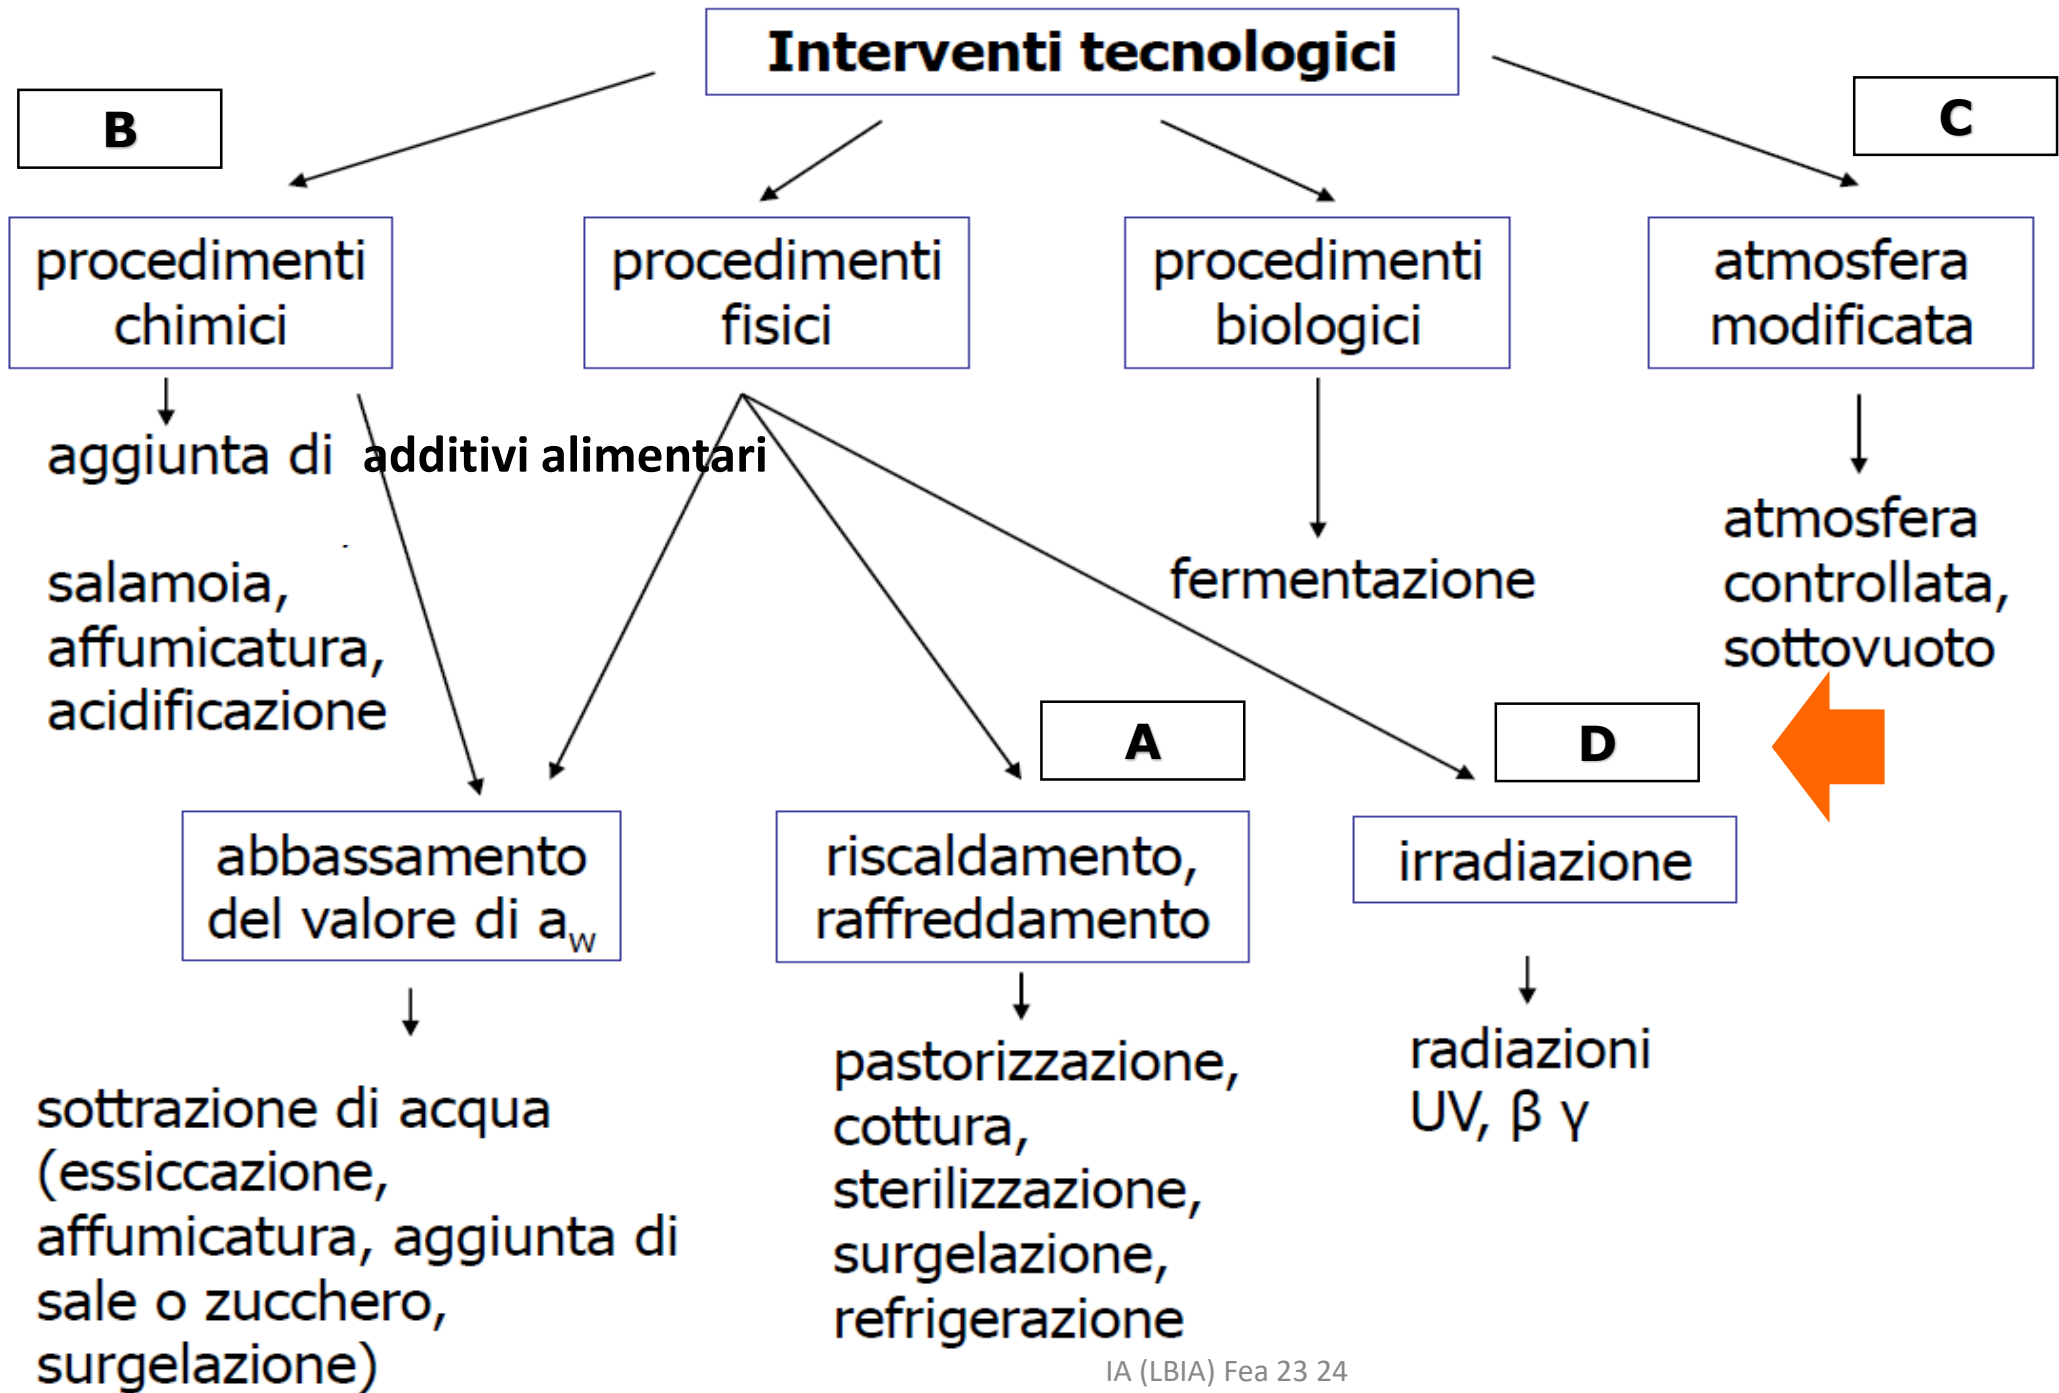 Interventi tecnologici
B
C
procedimenti
chimici
procedimenti
fisici
procedimenti
biologici
atmosfera
modificata
aggiunta di additivi alimentari
salamoia,
affumicatura,
acidificazione
fermentazione
atmosfera
controllata,
sottovuoto
A
D
abbassamento
del valore di aw
riscaldamento,
raffreddamento
irradiazione
sottrazione di acqua
(essiccazione,
affumicatura, aggiunta di
sale o zucchero,
surgelazione)
pastorizzazione,
cottura,
sterilizzazione,
surgelazione,
refrigerazione
radiazioni
UV, β γ
IA (LBIA) Fea 23 24